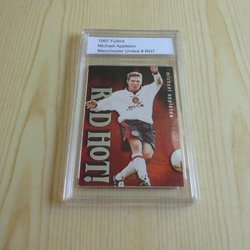 1997 Futera
Michael Appleton
Manchester United # RH7
michael appleton
RED HOT!